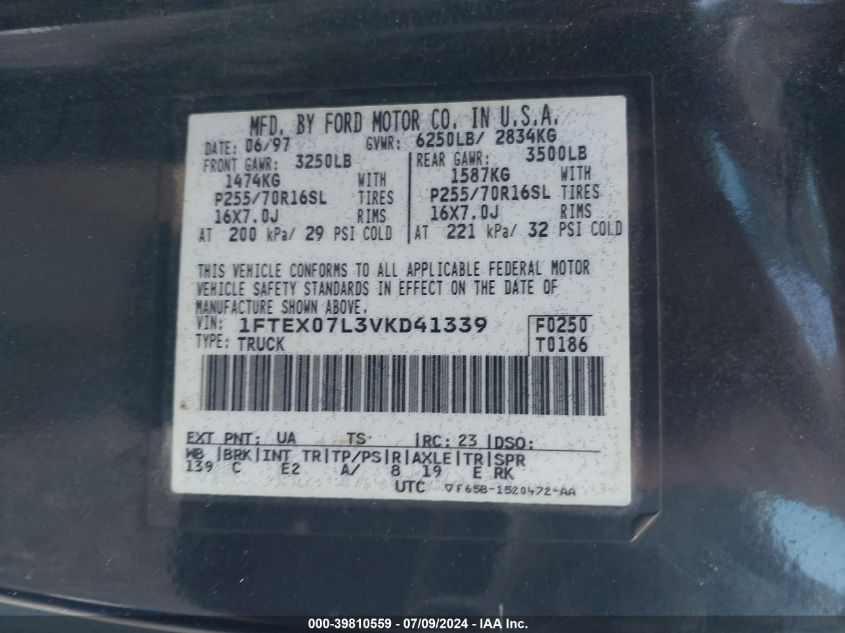 MFD. BY FORD MOTOR CO. IN U.S.A.
DATE: 06/97 GVWR: 6250LB/ 2834KG
FRONT GAWR: 3250LB REAR GAWR: 3500LB
1474KG WITH 1587KG WITH
P255/70R16SL TIRES P255/70R16SL TIRES
16X7.0J RIMS 16X7.0J RIMS
AT 200 kPa/ 29 PSI COLD AT 221 kPa/ 32 PSI COLD
THIS VEHICLE CONFORMS TO ALL APPLICABLE FEDERAL MOTOR
VEHICLE SAFETY STANDARDS IN EFFECT ON THE DATE OF
MANUFACTURE SHOWN ABOVE.
VIN: 1FTEX07L3VKD41339 F0250
TYPE: TRUCK T0186
EXT PNT: UA TS |RC: 23 |DSO:
WB |BRK|INT TR|TP/PS|R|AXLE|TR|SPR
139 C E2 A/ 8 19 E RK
UTC VF65B-1520472-AA
000-39810559 / 07/09/2024 - IAA Inc.